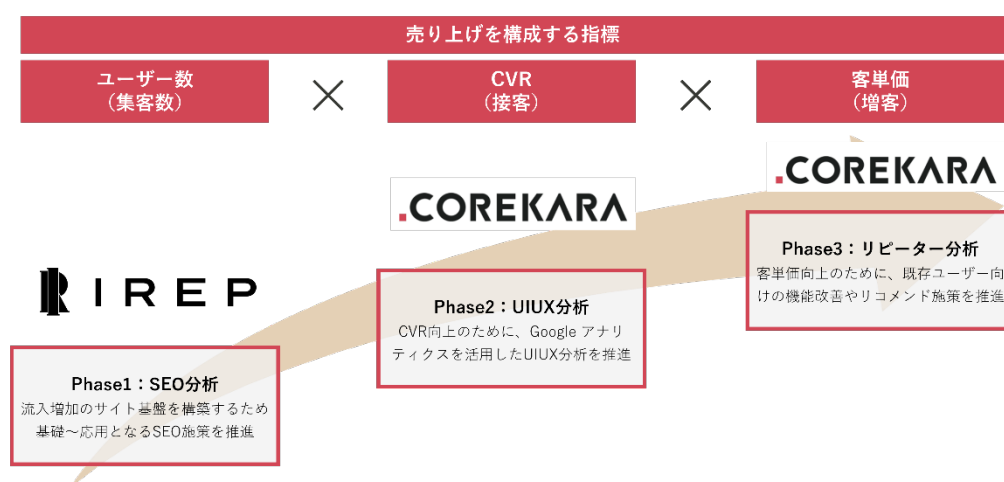 売り上げを構成する指標
ユーザー数
（集客数）
×
CVR
（接客）
×
客単価
（増客）
IREP
Phase1：SEO分析
流入増加のサイト基盤を構築するため
基礎～応用となるSEO施策を推進
.COREKARA
Phase2：UIUX分析
CVR向上のために、Google アナリ
ティクスを活用したUIUX分析を推進
.COREKARA
Phase3：リピーター分析
客単価向上のために、既存ユーザー向
けの機能改善やリコメンド施策を推進